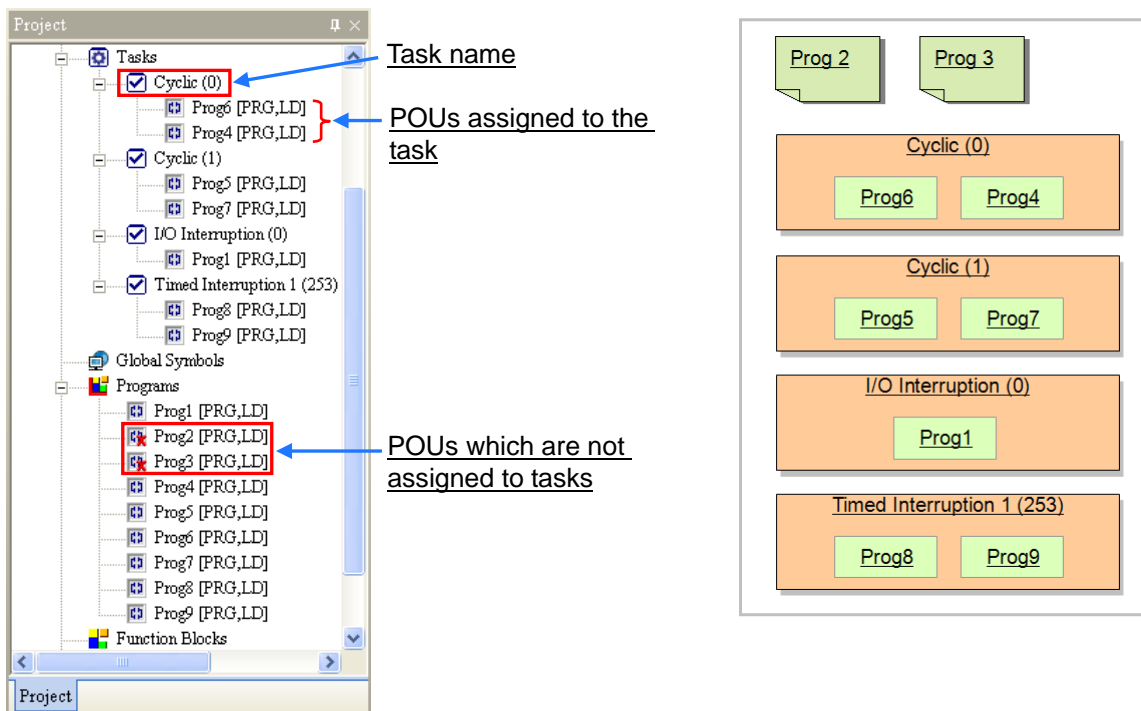 Project
Tasks
Cyclic (0)
Prog6 [PRG,LD]
Prog4 [PRG,LD]
Cyclic (1)
Prog5 [PRG,LD]
Prog7 [PRG,LD]
I/O Interruption (0)
Prog1 [PRG,LD]
Timed Interruption 1 (253)
Prog8 [PRG,LD]
Prog9 [PRG,LD]
Global Symbols
Programs
Prog1 [PRG,LD]
Prog2 [PRG,LD]
Prog3 [PRG,LD]
Prog4 [PRG,LD]
Prog5 [PRG,LD]
Prog6 [PRG,LD]
Prog7 [PRG,LD]
Prog8 [PRG,LD]
Prog9 [PRG,LD]
Function Blocks
Project
Task name
POUs assigned to the
task
POUs which are not
assigned to tasks
Prog 2
Prog 3
Cyclic (0)
Prog6
Prog4
Cyclic (1)
Prog5
Prog7
I/O Interruption (0)
Prog1
Timed Interruption 1 (253)
Prog8
Prog9